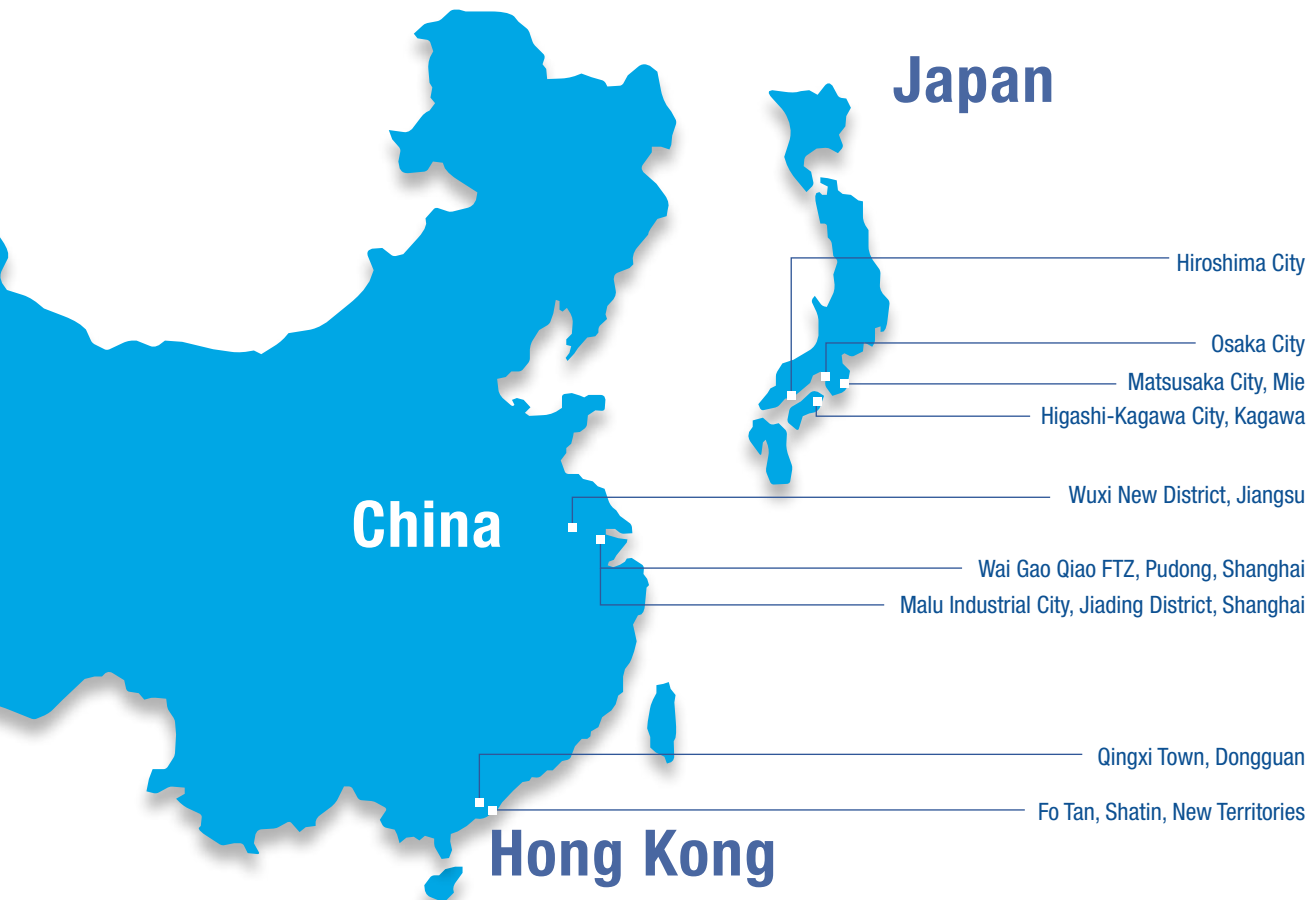 Japan
Hiroshima City
Osaka City
Matsusaka City, Mie
Higashi-Kagawa City, Kagawa
Wuxi New District, Jiangsu
China
Wai Gao Qiao FTZ, Pudong, Shanghai
Malu Industrial City, Jiading District, Shanghai
Qingxi Town, Dongguan
Fo Tan, Shatin, New Territories
Hong Kong